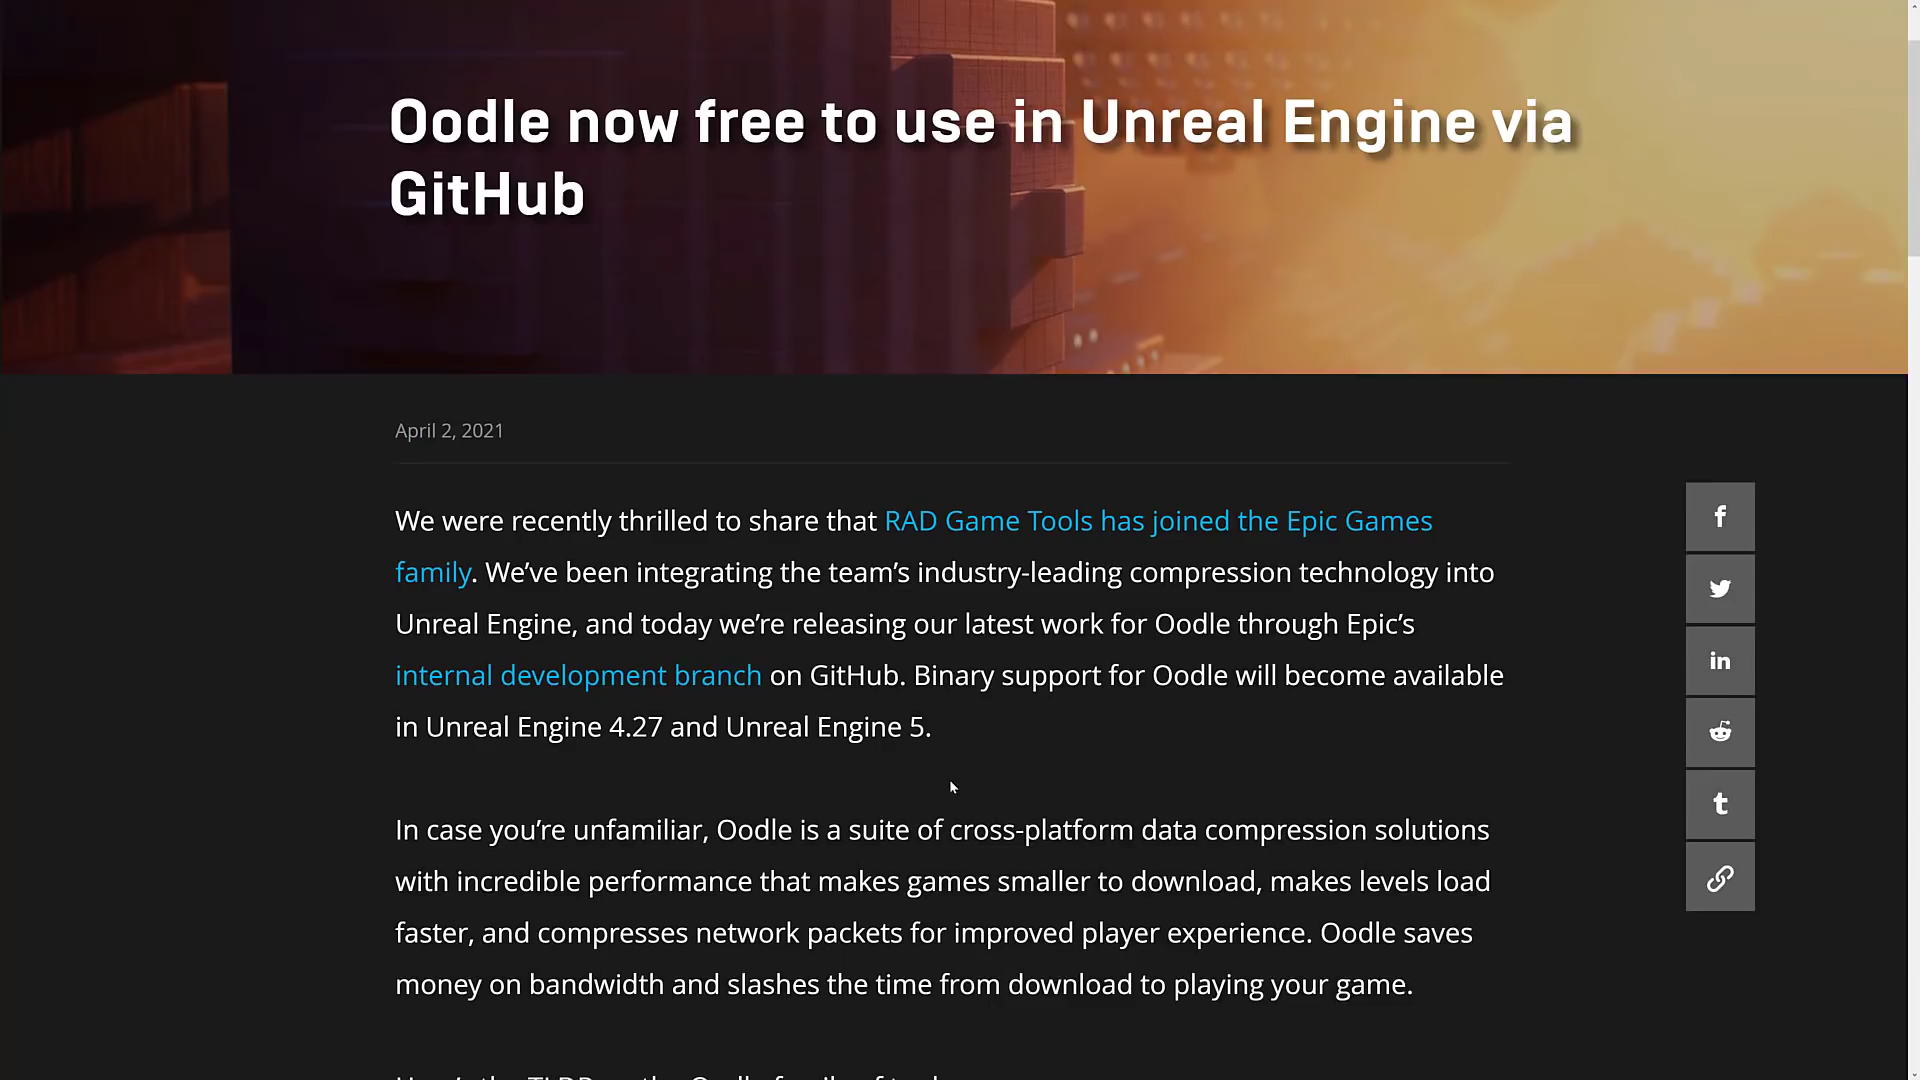 Oodle now free to use in Unreal Engine via
GitHub
April 2, 2021
We were recently thrilled to share that RAD Game Tools has joined the Epic Games
family. We’ve been integrating the team’s industry-leading compression technology into
Unreal Engine, and today we’re releasing our latest work for Oodle through Epic’s
internal development branch on GitHub. Binary support for Oodle will become available
in Unreal Engine 4.27 and Unreal Engine 5.
In case you’re unfamiliar, Oodle is a suite of cross-platform data compression solutions
with incredible performance that makes games smaller to download, makes levels load
faster, and compresses network packets for improved player experience. Oodle saves
money on bandwidth and slashes the time from download to playing your game.